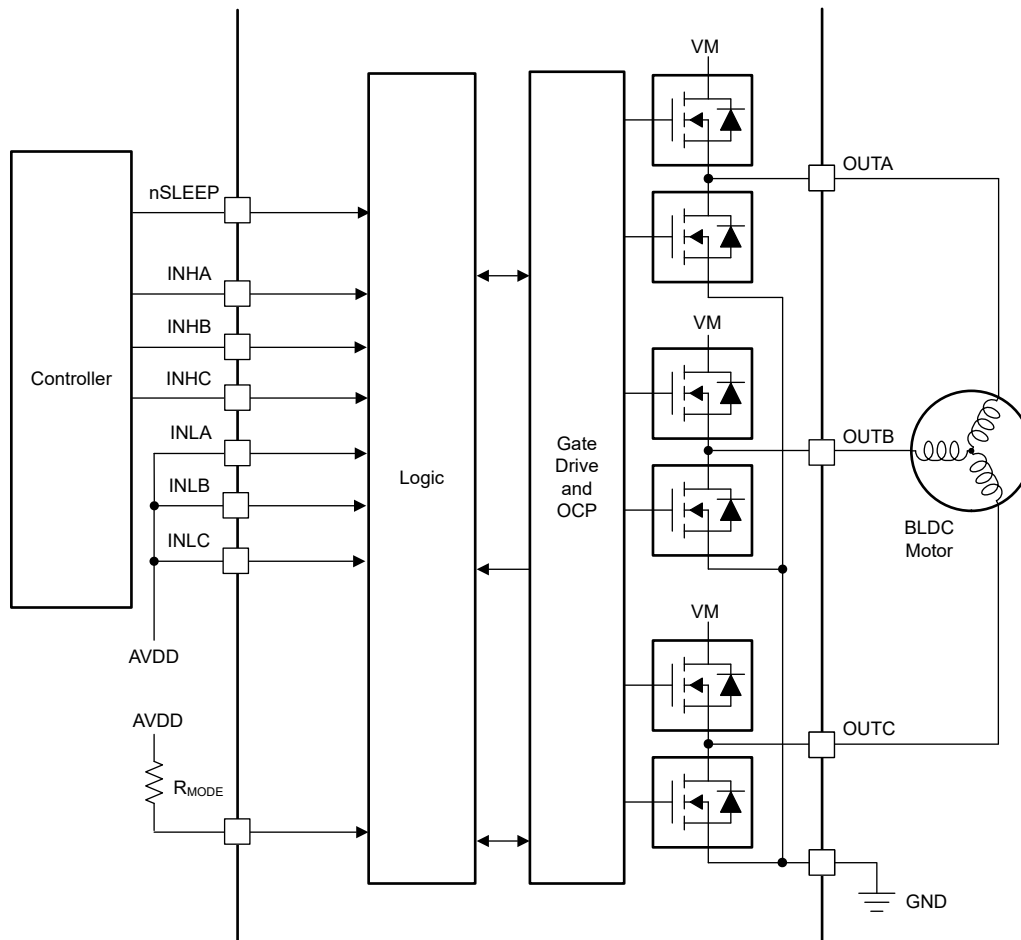 VM
OUTA
nSLEEP
INHA
INHB
INHC
Controller
INLA
INLB
INLC
AVDD
AVDD
RMODE
Logic
Gate
Drive
and
OCP
VM
OUTB
BLDC
Motor
VM
OUTC
GND